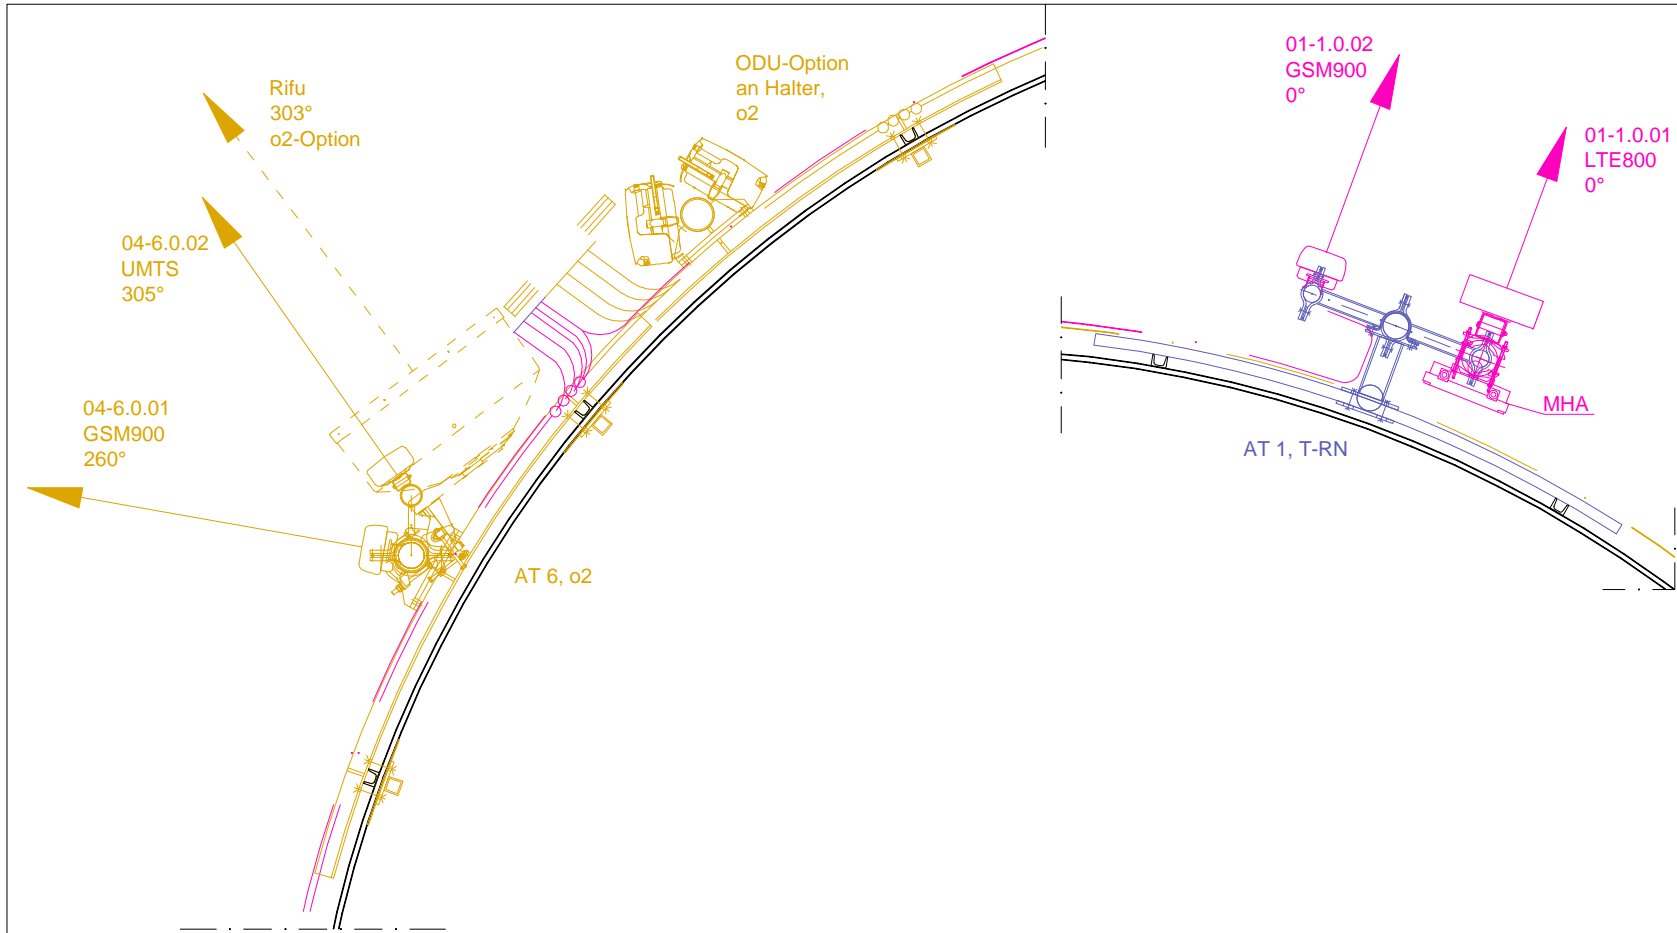 Rifu
303°
o2-Option
ODU-Option
an Halter,
o2
04-6.0.02
UMTS
305°
04-6.0.01
GSM900
260°
AT 6, o2
01-1.0.02
GSM900
0°
01-1.0.01
LTE800
0°
MHA
AT 1, T-RN